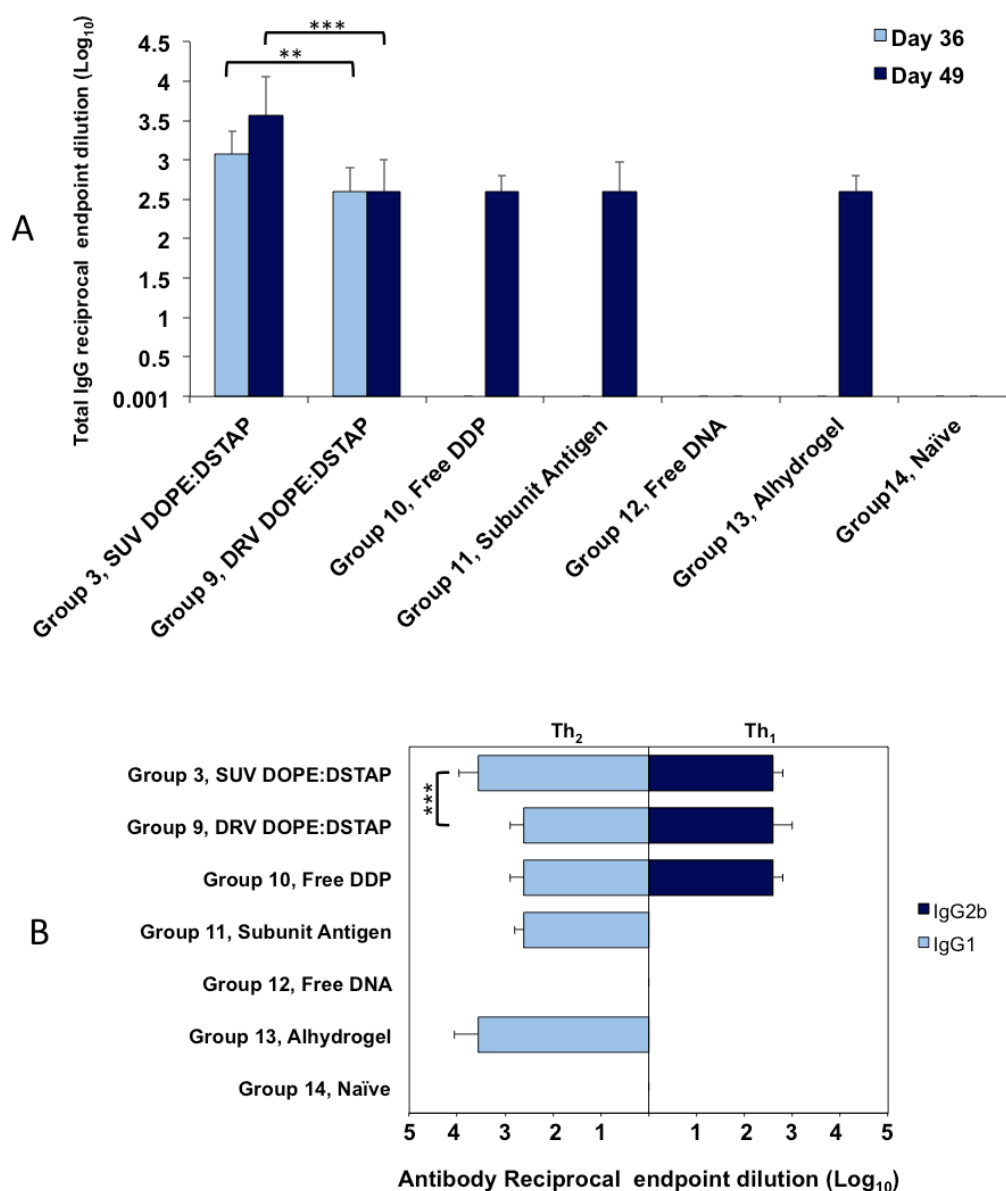 A
Total IgG reciprocal endpoint dilution (Log10)
4.5
4
3.5
3
2.5
2
1.5
1
0.5
0.001
***
**
Day 36
Day 49
Group 3, SUV DOPE:DSTAP
Group 9, DRV DOPE:DSTAP
Group 10, Free DDP
Group 11, Subunit Antigen
Group 12, Free DNA
Group 13, Alhydrogel
Group14, Naïve
B
Th2
Th1
Group 3, SUV DOPE:DSTAP
***
Group 9, DRV DOPE:DSTAP
Group 10, Free DDP
Group 11, Subunit Antigen
Group 12, Free DNA
Group 13, Alhydrogel
Group 14, Naïve
IgG2b
IgG1
5 4 3 2 1 1 2 3 4 5
Antibody Reciprocal endpoint dilution (Log10)